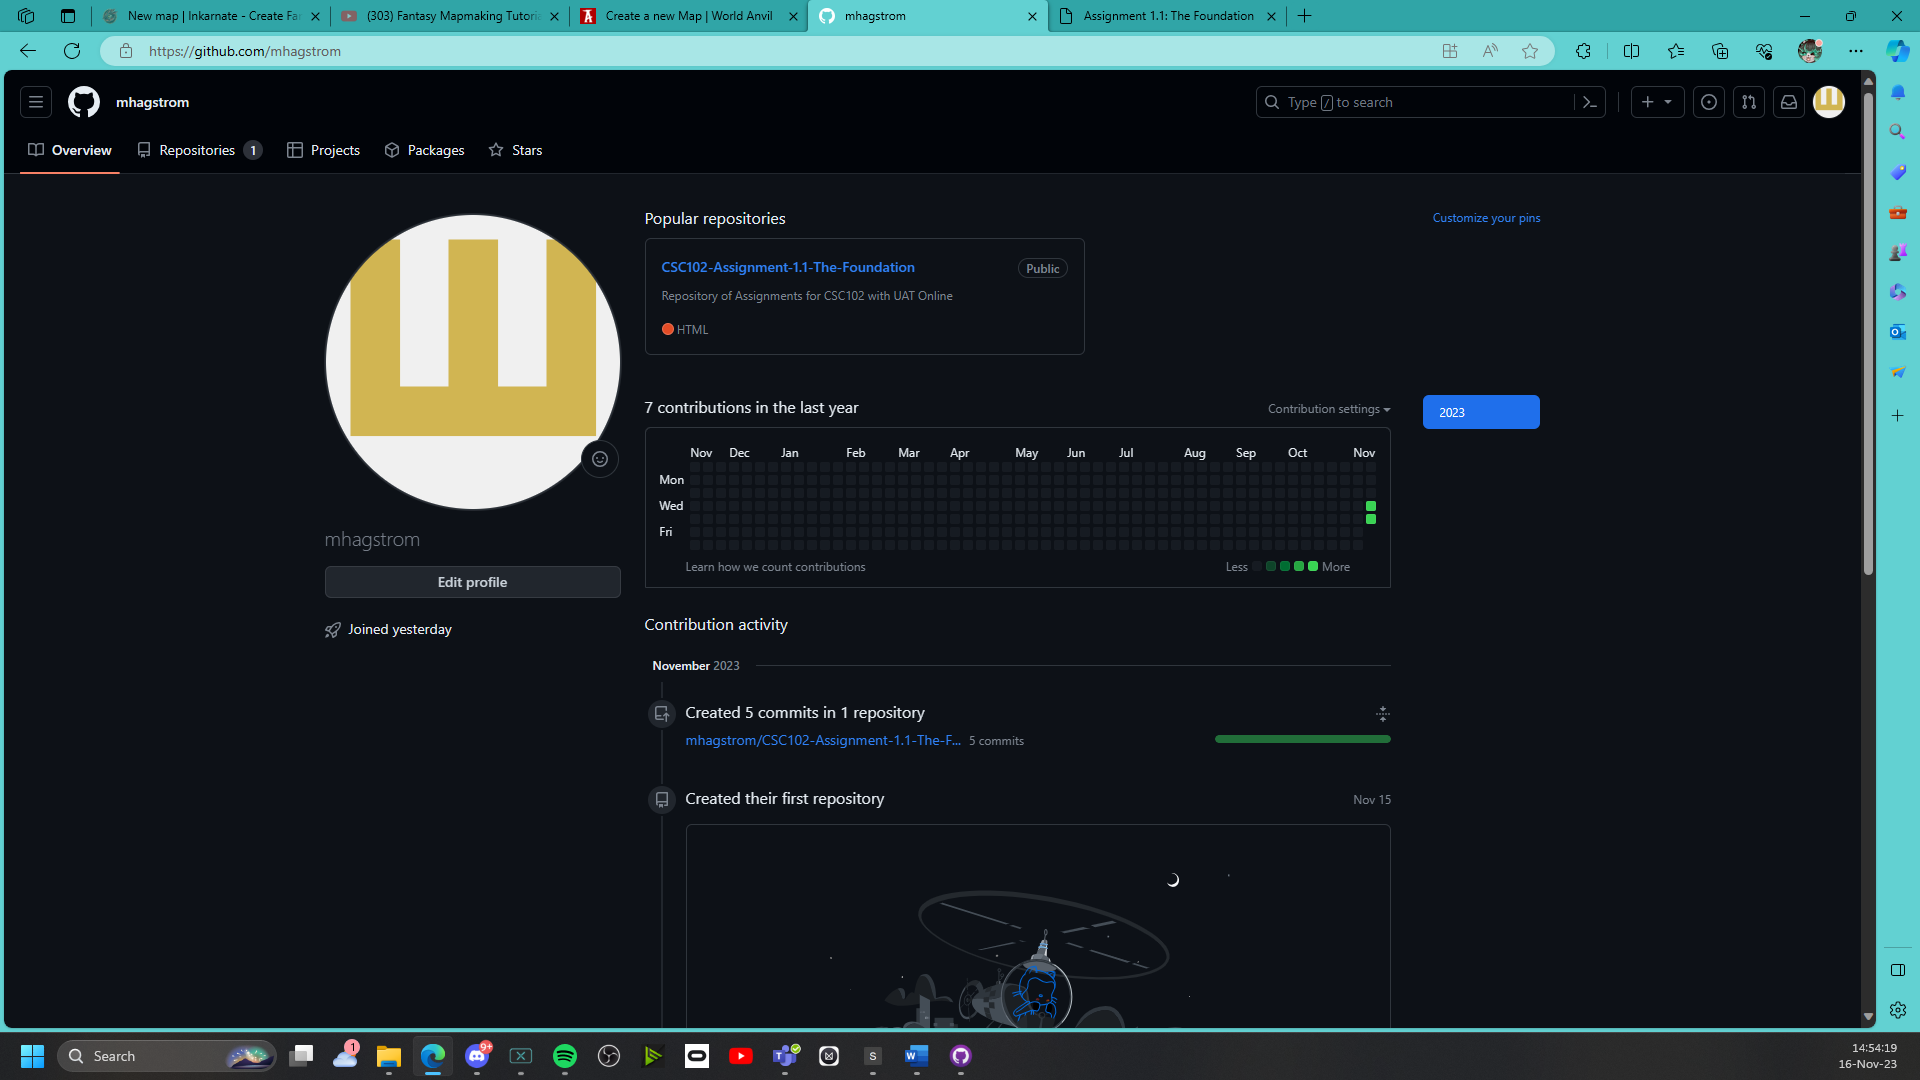 New map | Inkarnate - Create Fan
(303) Fantasy Mapmaking Tutoria
Create a new Map | World Anvil
mhagstrom
Assignment 1.1: The Foundation
https://github.com/mhagstrom
mhagstrom
Type / to search
Overview
Repositories 1
Projects
Packages
Stars
Popular repositories
Customize your pins
CSC102-Assignment-1.1-The-Foundation
Public
Repository of Assignments for CSC102 with UAT Online
HTML
7 contributions in the last year
Contribution settings
2023
Nov Dec Jan Feb Mar Apr May Jun Jul Aug Sep Oct Nov
Mon
Wed
Fri
Learn how we count contributions
Less More
mhagstrom
Edit profile
Joined yesterday
Contribution activity
November 2023
Created 5 commits in 1 repository
mhagstrom/CSC102-Assignment-1.1-The-F... 5 commits
Created their first repository
Nov 15
Search
1
9+
14:54:19
16-Nov-23